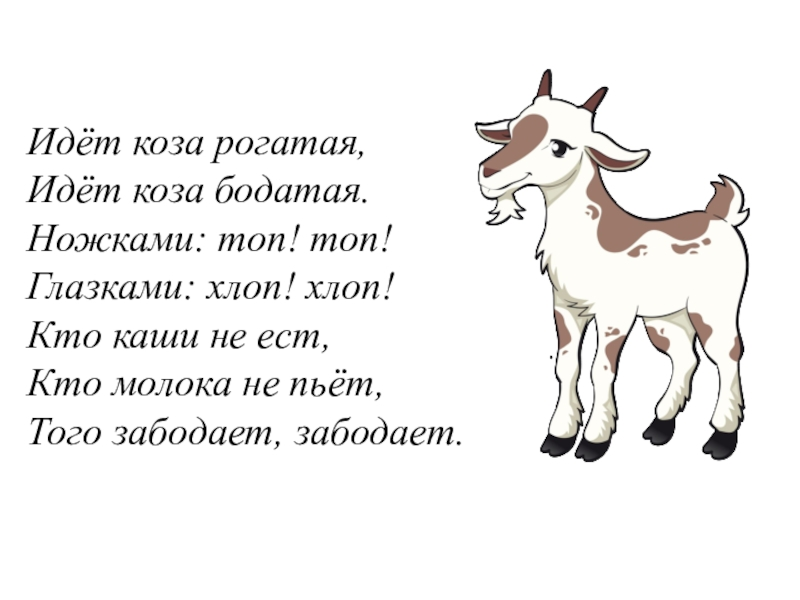 Идёт коза рогатая,
Идёт коза бодатая.
Ножками: топ! топ!
Глазками: хлоп! хлоп!
Кто каши не ест,
Кто молока не пьёт,
Того забодает, забодает.